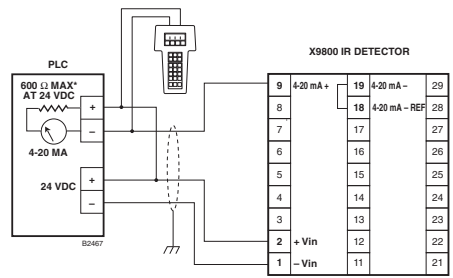 PLC
600 Ω MAX*
AT 24 VDC
+
–
4-20 MA
24 VDC
+
–
B2467
X9800 IR DETECTOR
9 4-20 mA + 19 4-20 mA – 29
8 18 4-20 mA – REF 28
7 17 27
6 16 26
5 15 25
4 14 24
3 13 23
2 + Vin 12 22
1 – Vin 11 21